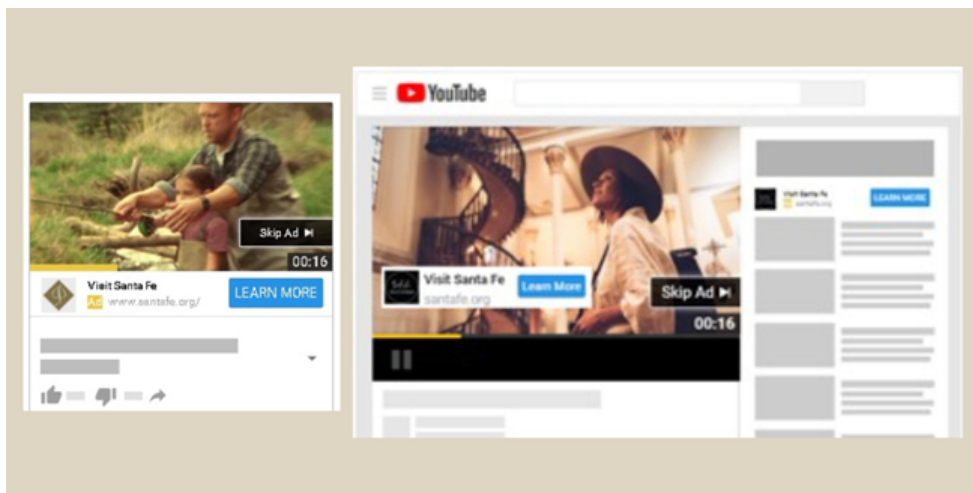 Skip Ad
00:16
Visit Santa Fe
Ad www.santafe.org/
LEARN MORE
YouTube
Visit Santa Fe
santafe.org
Learn More
Skip Ad
00:16
Visit Santa Fe
santafe.org
LEARN MORE